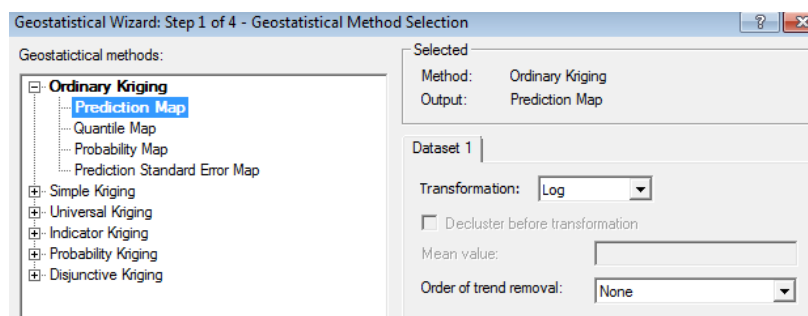 Geostatistical Wizard: Step 1 of 4 - Geostatistical Method Selection
Geostatictical methods:
Ordinary Kriging
Prediction Map
Quantile Map
Probability Map
Prediction Standard Error Map
Simple Kriging
Universal Kriging
Indicator Kriging
Probability Kriging
Disjunctive Kriging
Selected
Method: Ordinary Kriging
Output: Prediction Map
Dataset 1
Transformation: Log
Decluster before transformation
Mean value:
Order of trend removal: None